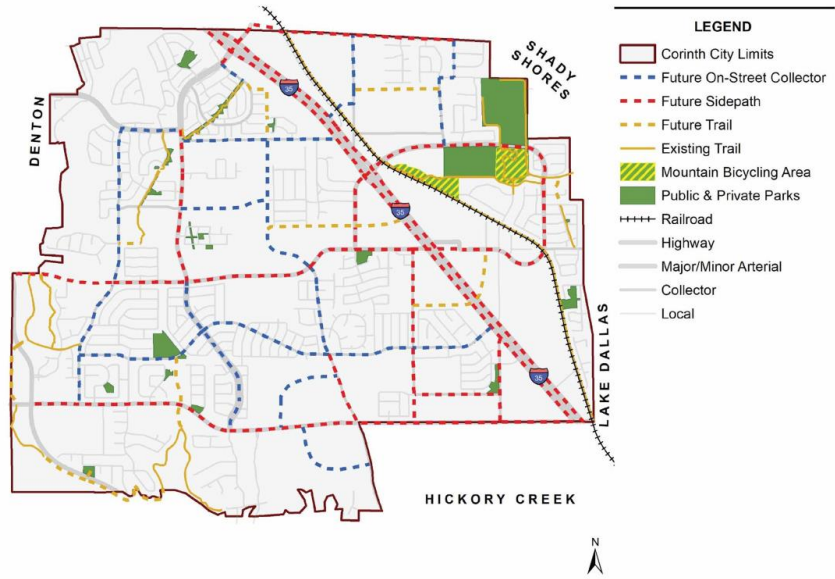 LEGEND
Corinth City Limits
Future On-Street Collector
Future Sidepath
Future Trail
Existing Trail
Mountain Bicycling Area
Public & Private Parks
Railroad
Highway
Major/Minor Arterial
Collector
Local
SHADY
SHORES
DENTON
35
35
35
LAKE DALLAS
HICKORY CREEK
N